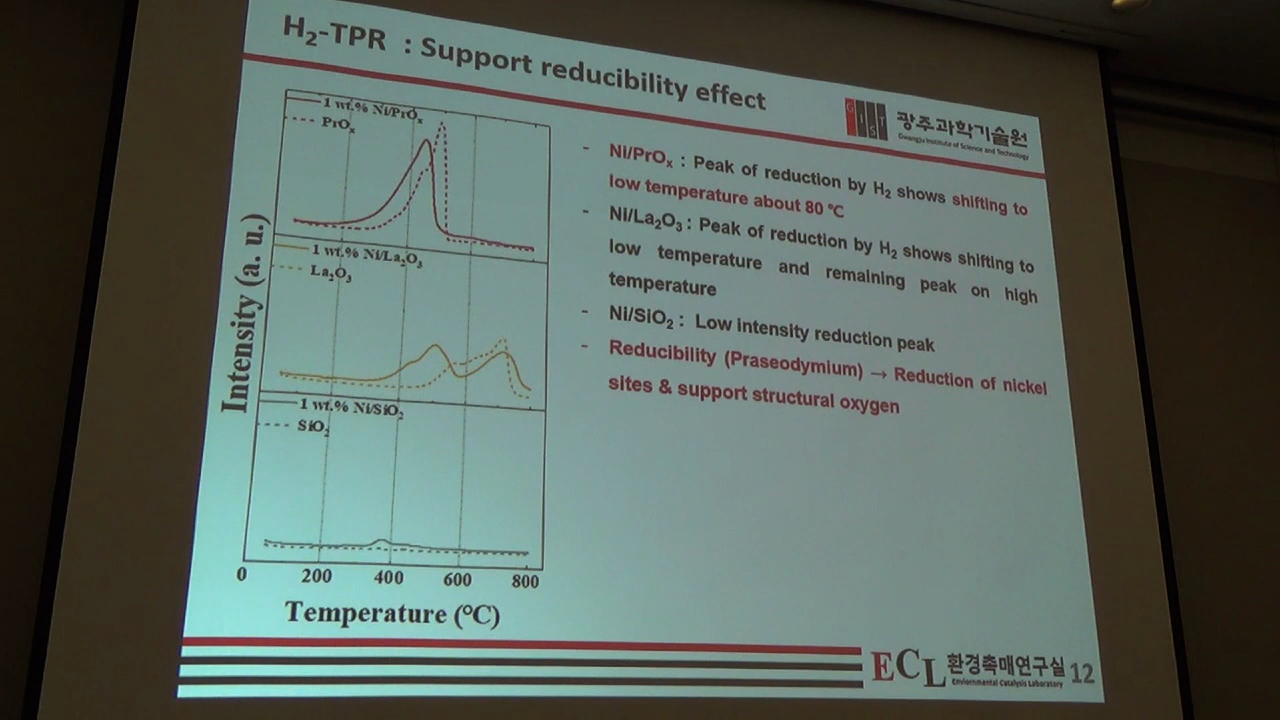 H₂-TPR : Support reducibility effect
GIST
광주과학기술원
Gwangju Institute of Science and Technology
1 wt.% Ni/PrOₓ
PrOₓ
1 wt.% Ni/La₂O₃
La₂O₃
1 wt.% Ni/SiO₂
SiO₂
Intensity (a. u.)
0 200 400 600 800
Temperature (°C)
- Ni/PrOₓ : Peak of reduction by H₂ shows shifting to
low temperature about 80 ℃
- Ni/La₂O₃ : Peak of reduction by H₂ shows shifting to
low temperature and remaining peak on high
temperature
- Ni/SiO₂ : Low intensity reduction peak
- Reducibility (Praseodymium) → Reduction of nickel
sites & support structural oxygen
ECL 환경촉매연구실 12
Enviornmental Catalysis Laboratory